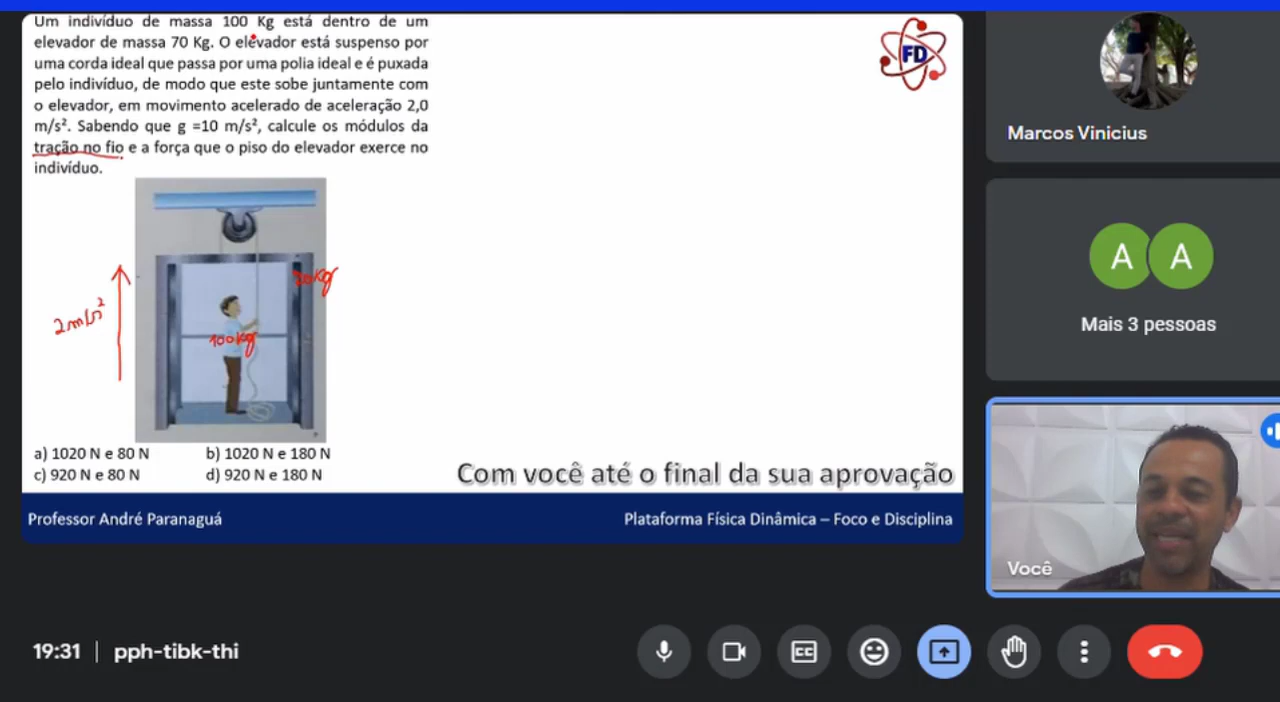 Um indivíduo de massa 100 Kg está dentro de um
elevador de massa 70 Kg. O elevador está suspenso por
uma corda ideal que passa por uma polia ideal e é puxada
pelo indivíduo, de modo que este sobe juntamente com
o elevador, em movimento acelerado de aceleração 2,0
m/s². Sabendo que g =10 m/s², calcule os módulos da
tração no fio e a força que o piso do elevador exerce no
indivíduo.
FD
2m/s²
100kg
a) 1020 N e 80 N
b) 1020 N e 180 N
c) 920 N e 80 N
d) 920 N e 180 N
Com você até o final da sua aprovação
Professor André Paranaguá
Plataforma Física Dinâmica – Foco e Disciplina
Marcos Vinicius
A
A
Mais 3 pessoas
Você
19:31 | pph-tibk-thi
CC